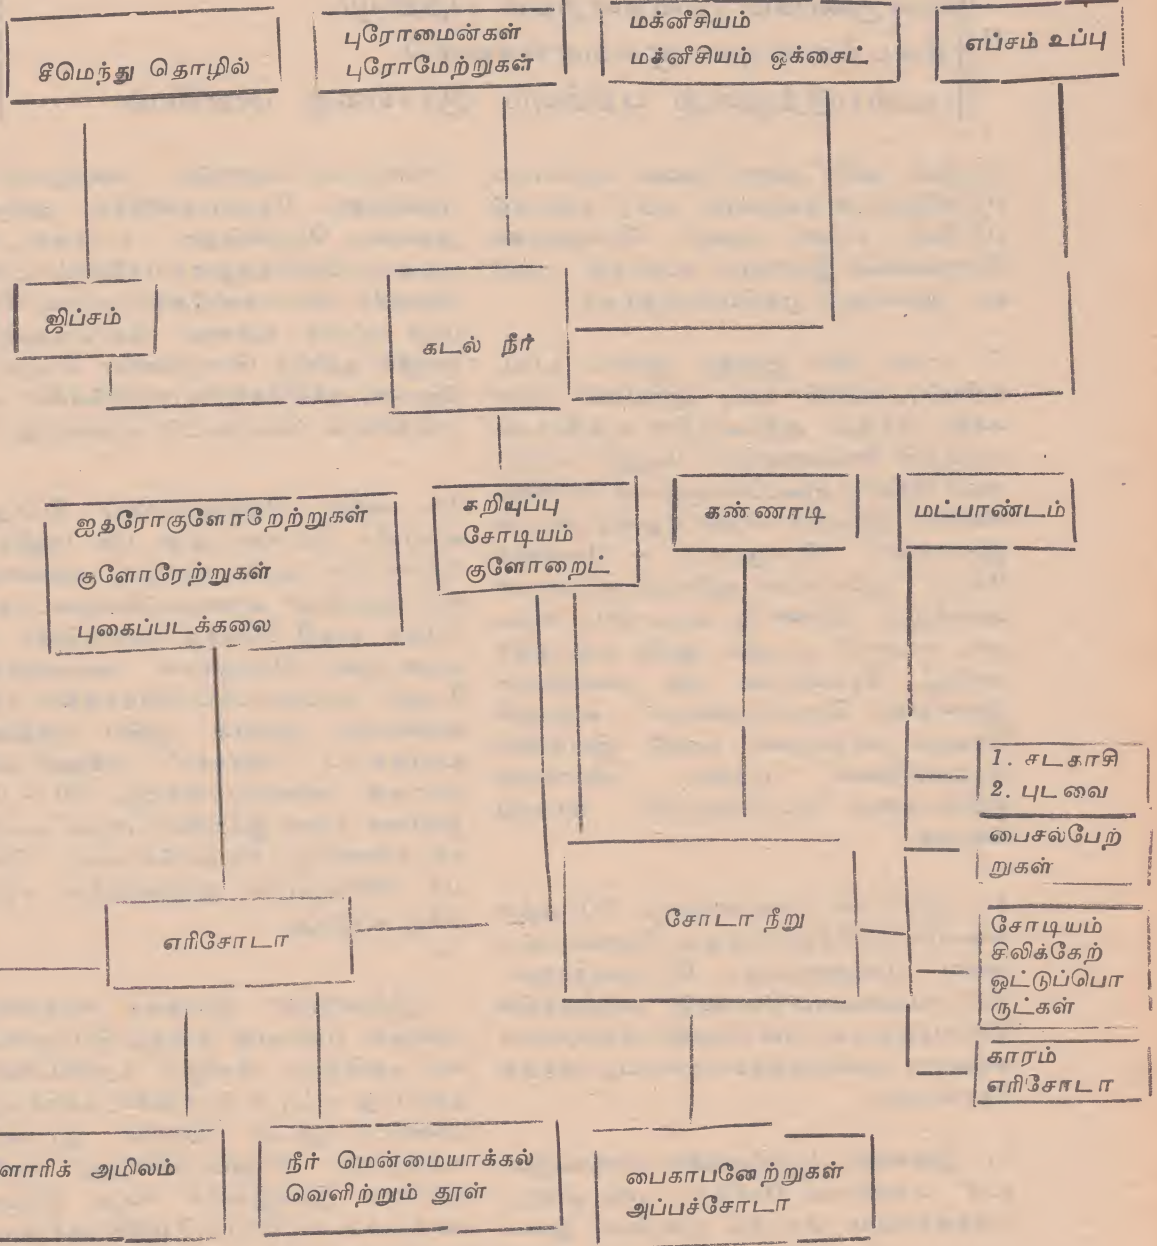 சீமெந்து தொழில்
புரோமைன்கள்
புரோமேற்றுகள்
மக்னீசியம்
மக்னீசியம் ஒக்சைட்
எப்சம் உப்பு
ஜிப்சம்
கடல் நீர்
ஐதரோகுளோறேற்றுகள்
குளோரேற்றுகள்
புகைப்படக்கலை
கறியுப்பு
சோடியம்
குளோறைட்
கண்ணாடி
மட்பாண்டம்
1. சடகாசி
2. புடவை
பைசல்பேற்
றுகள்
எரிசோடா
சோடா நீறு
சோடியம்
சிலிக்கேற்
ஒட்டுப்பொ
ருட்கள்
காரம்
எரிசோடா
ளாரிக் அமிலம்
நீர் மென்மையாக்கல்
வெளிற்றும் தூள்
பைகாபனேற்றுகள்
அப்பச்சோடா